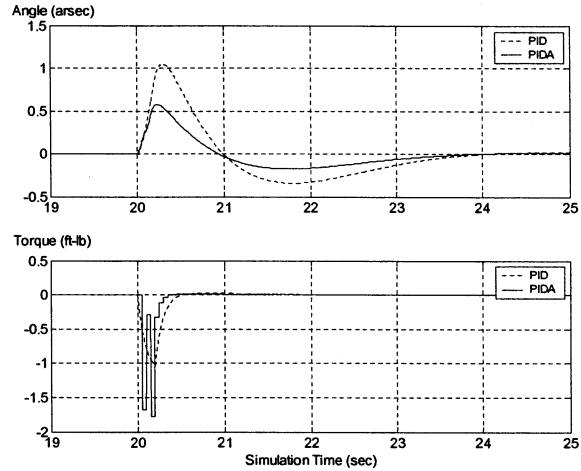 Angle (arsec)
1.5
PID
PIDA
1
0.5
0
-0.5
19 20 21 22 23 24 25
Torque (ft-lb)
0.5
PID
PIDA
0
-0.5
-1
-1.5
-2
19 20 21 22 23 24 25
Simulation Time (sec)